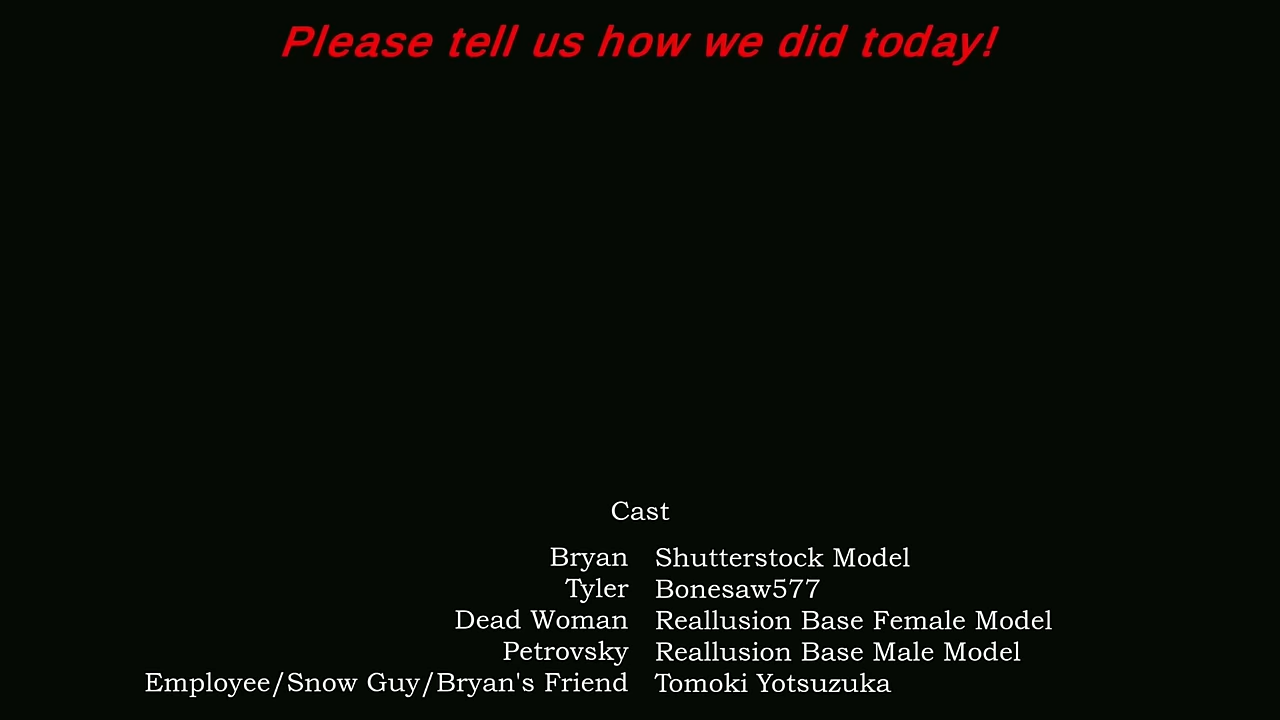 Please tell us how we did today!
Cast
Bryan Shutterstock Model
Tyler Bonesaw577
Dead Woman Reallusion Base Female Model
Petrovsky Reallusion Base Male Model
Employee/Snow Guy/Bryan's Friend Tomoki Yotsuzuka